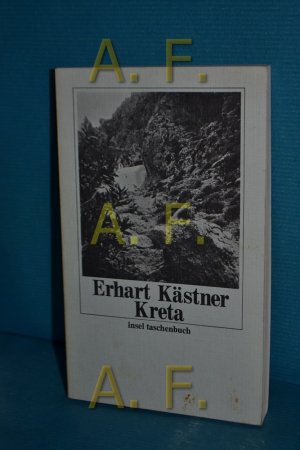 A. F.
A. F.
Erhart Kästner
Kreta
insel taschenbuch
A. F.